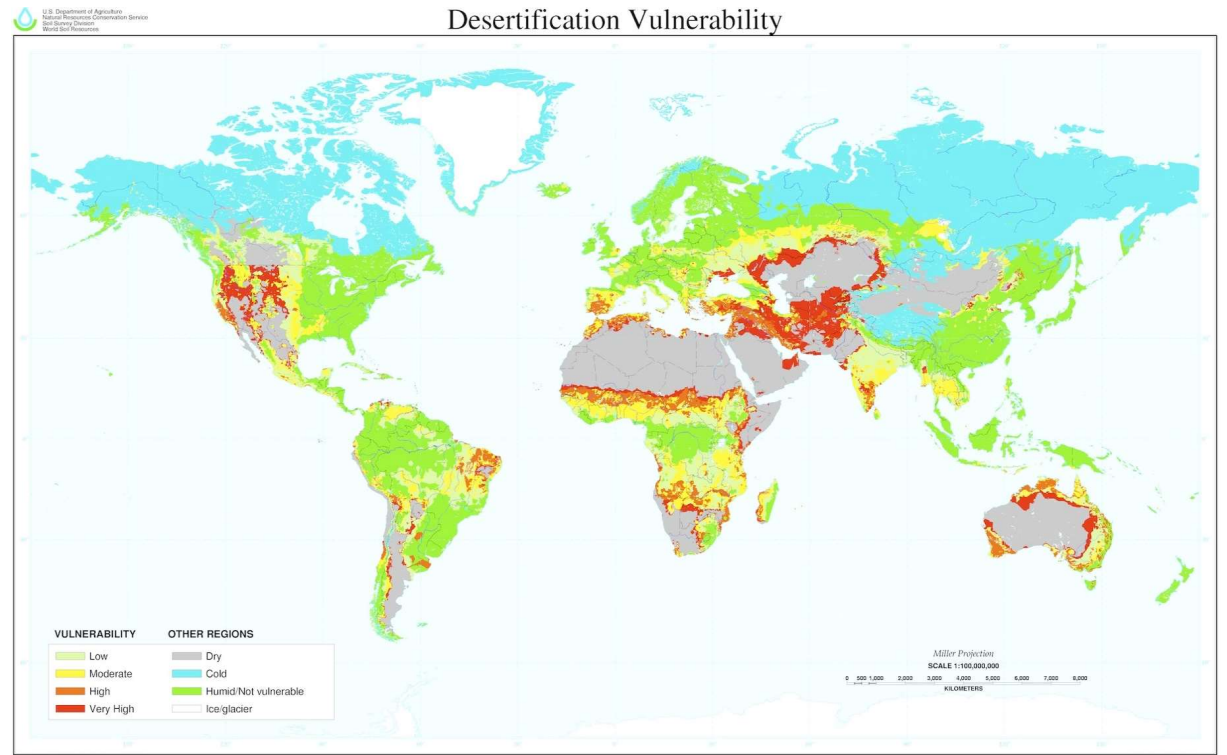 U.S. Department of Agriculture
Natural Resources Conservation Service
Soil Survey Division
World Soil Resources
Desertification Vulnerability
VULNERABILITY
OTHER REGIONS
Low
Dry
Moderate
Cold
High
Humid/Not vulnerable
Very High
Ice/glacier
Miller Projection
SCALE 1:100,000,000
0 500 1,000 2,000 3,000 4,000 5,000 6,000 7,000 8,000
KILOMETERS